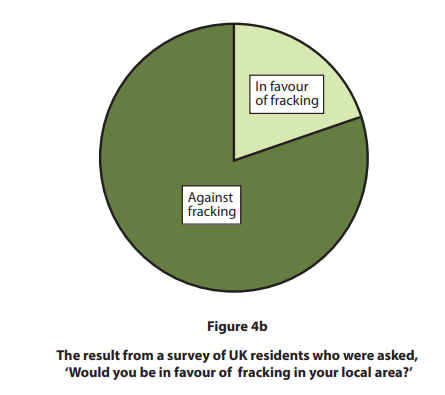 In favour
of fracking
Against
fracking
Figure 4b
The result from a survey of UK residents who were asked,
‘Would you be in favour of fracking in your local area?’